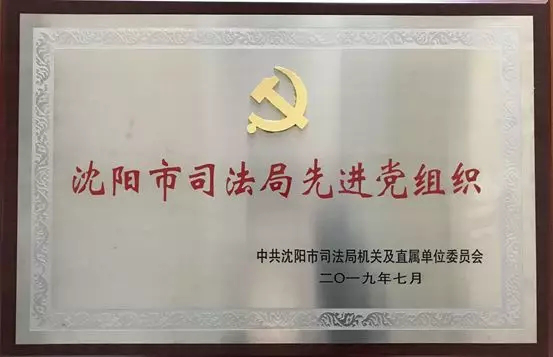 沈阳市司法局先进党组织
中共沈阳市司法局机关及直属单位委员会
二〇一九年七月